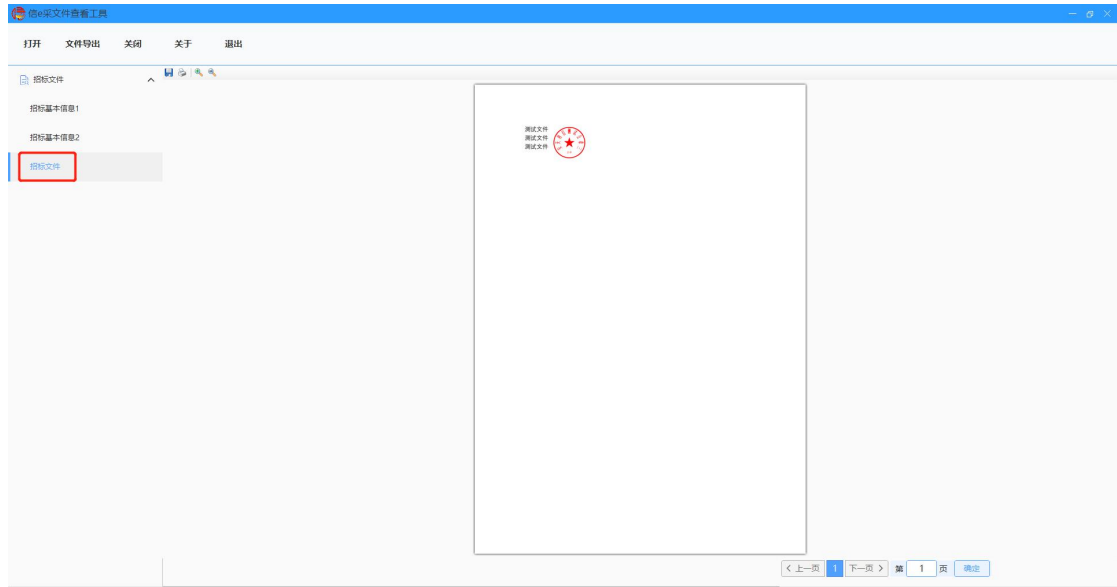 信e采文件查看工具
打开 文件导出 关闭 关于 退出
招标文件
招标基本信息1
招标基本信息2
招标文件
测试文件
测试文件
测试文件
上一页 1 下一页 第 1 页 确定